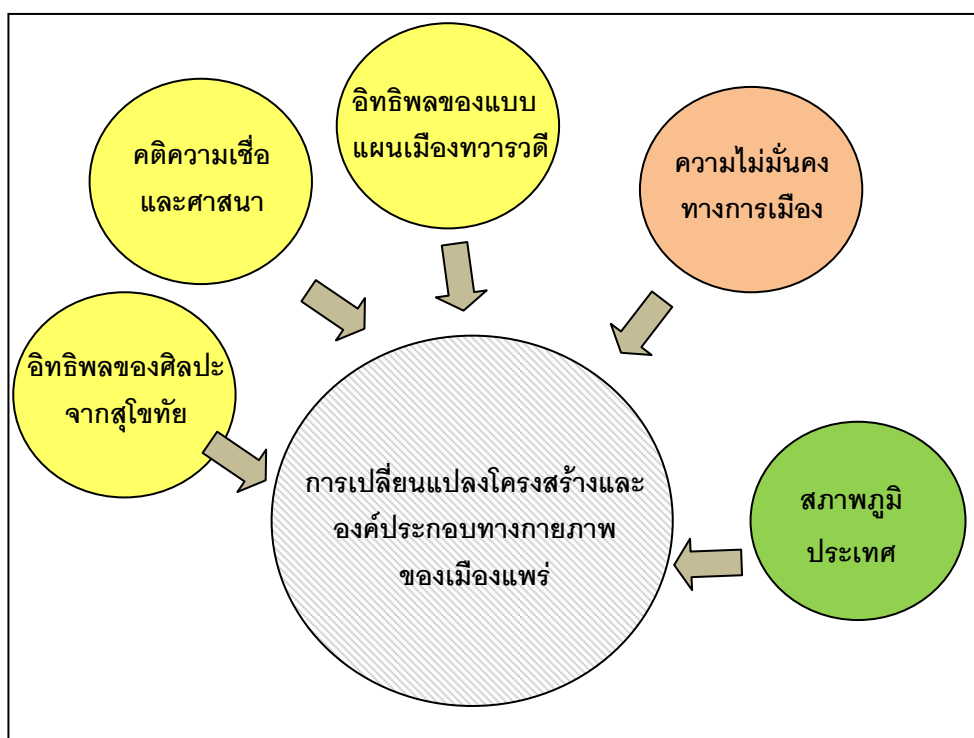 อิทธิพลของแบบ
แผนเมืองทวารวดี
คติความเชื่อ
และศาสนา
ความไม่มั่นคง
ทางการเมือง
อิทธิพลของศิลปะ
จากสุโขทัย
การเปลี่ยนแปลงโครงสร้างและ
องค์ประกอบทางกายภาพ
ของเมืองแพร่
สภาพภูมิ
ประเทศ